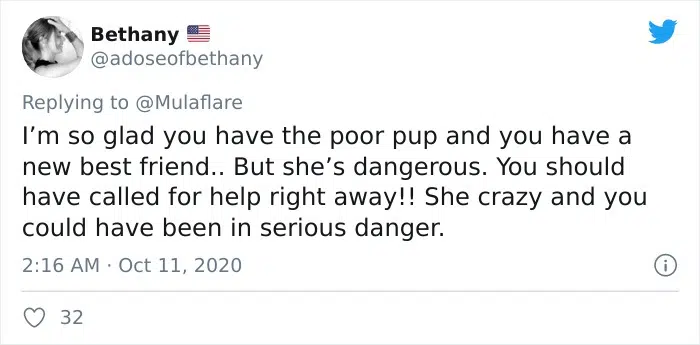 Bethany 🇺🇸
@adoseofbethany
Replying to @Mulaflare
I’m so glad you have the poor pup and you have a
new best friend.. But she’s dangerous. You should
have called for help right away!! She crazy and you
could have been in serious danger.
2:16 AM · Oct 11, 2020
32